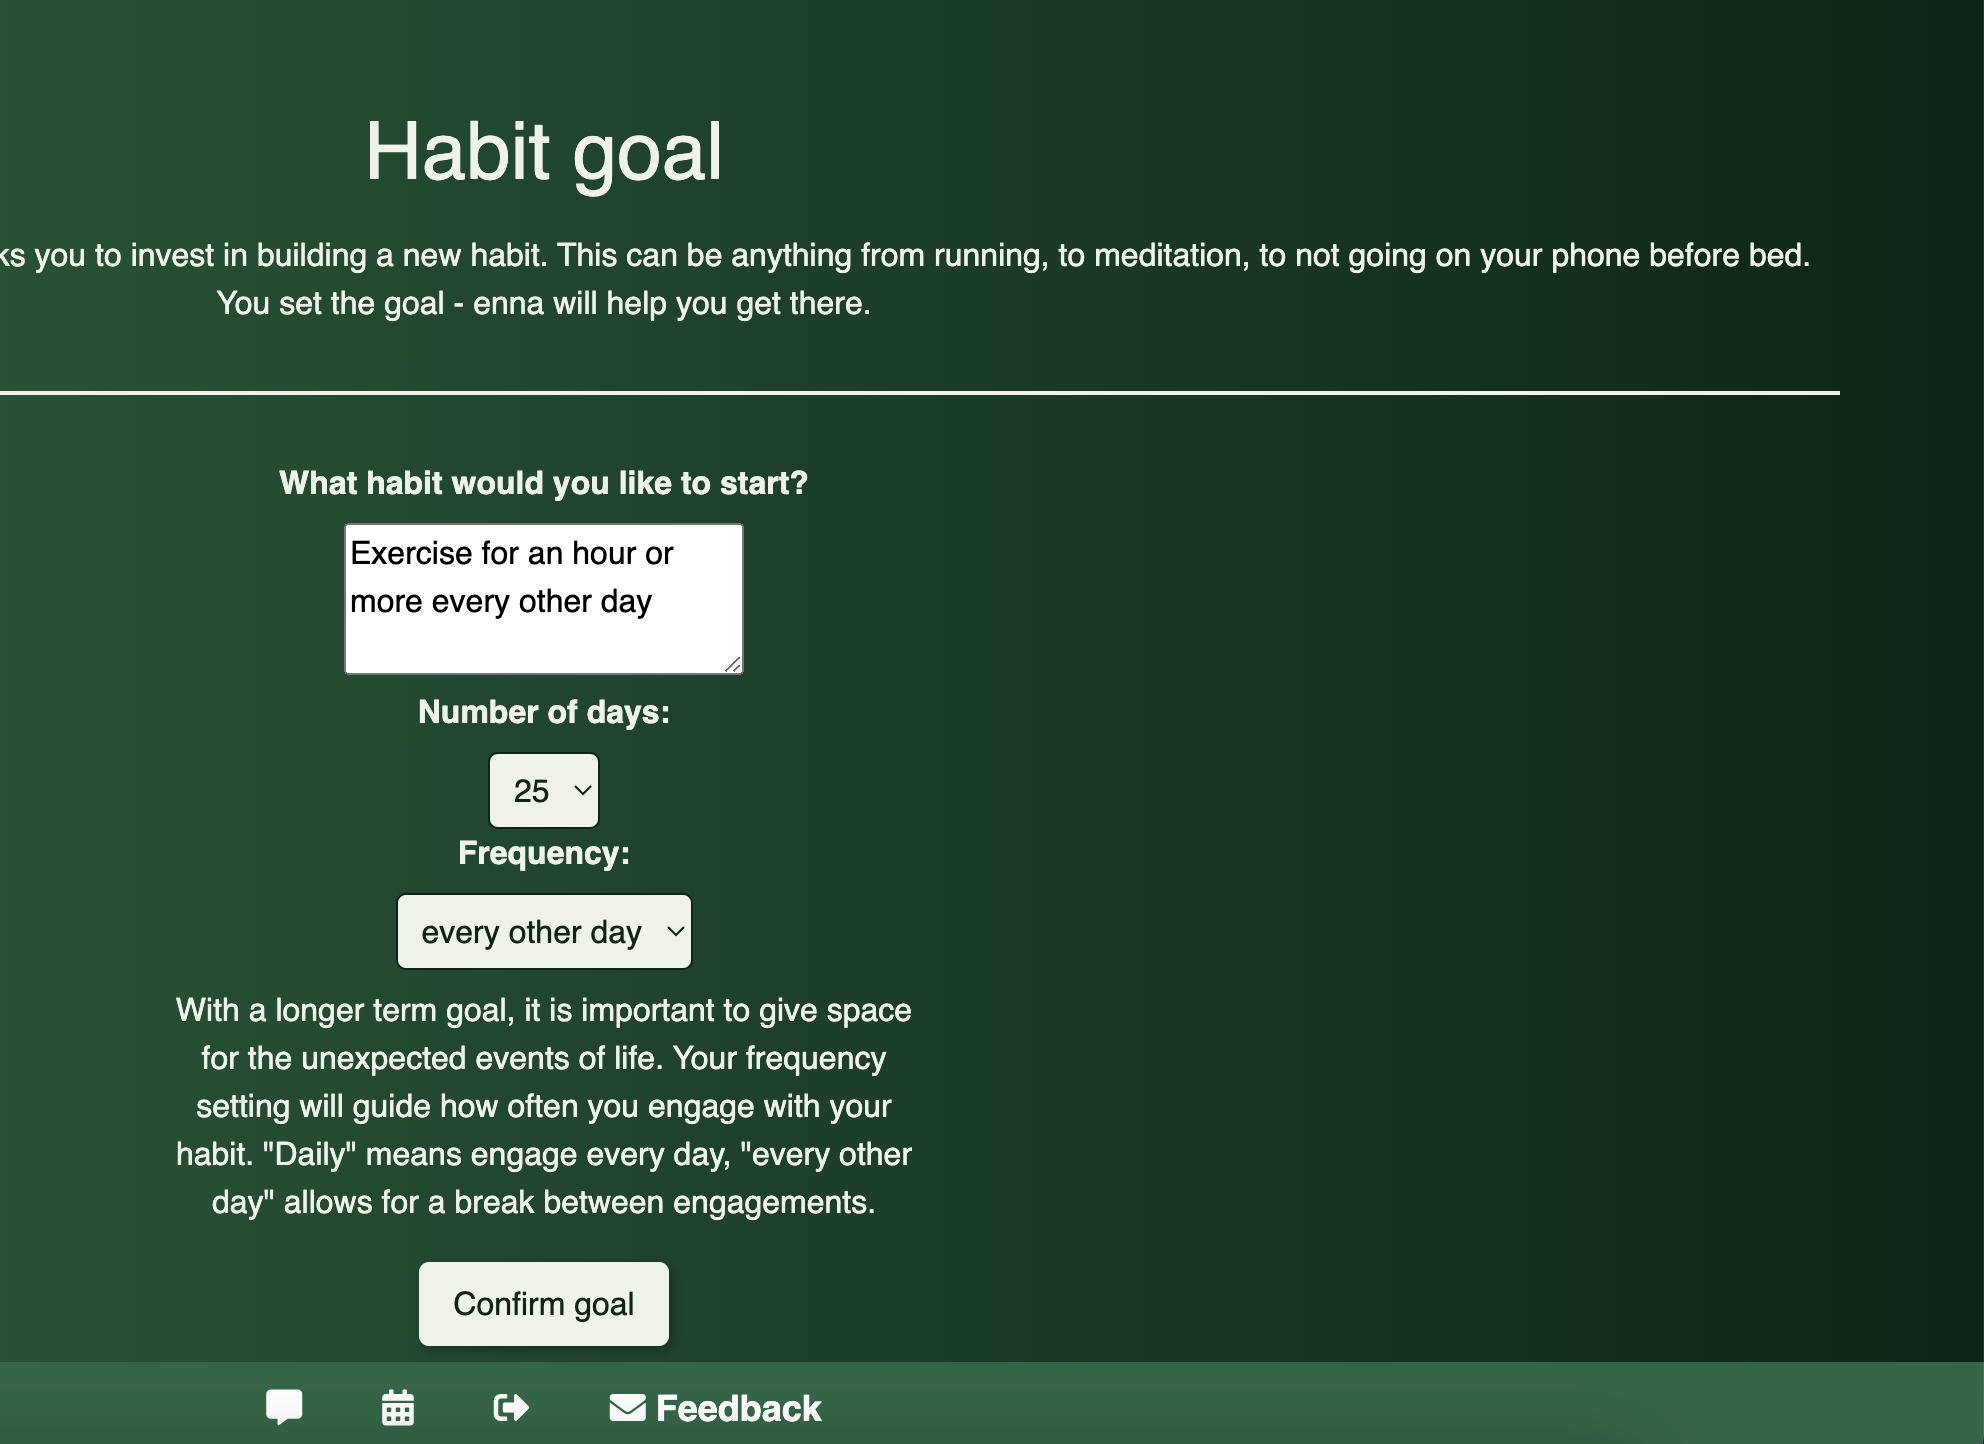 Habit goal
you to invest in building a new habit. This can be anything from running, to meditation, to not going on your phone before bed.
You set the goal - enna will help you get there.
What habit would you like to start?
Exercise for an hour or
more every other day
Number of days:
25
Frequency:
every other day
With a longer term goal, it is important to give space
for the unexpected events of life. Your frequency
setting will guide how often you engage with your
habit. "Daily" means engage every day, "every other
day" allows for a break between engagements.
Confirm goal
Feedback